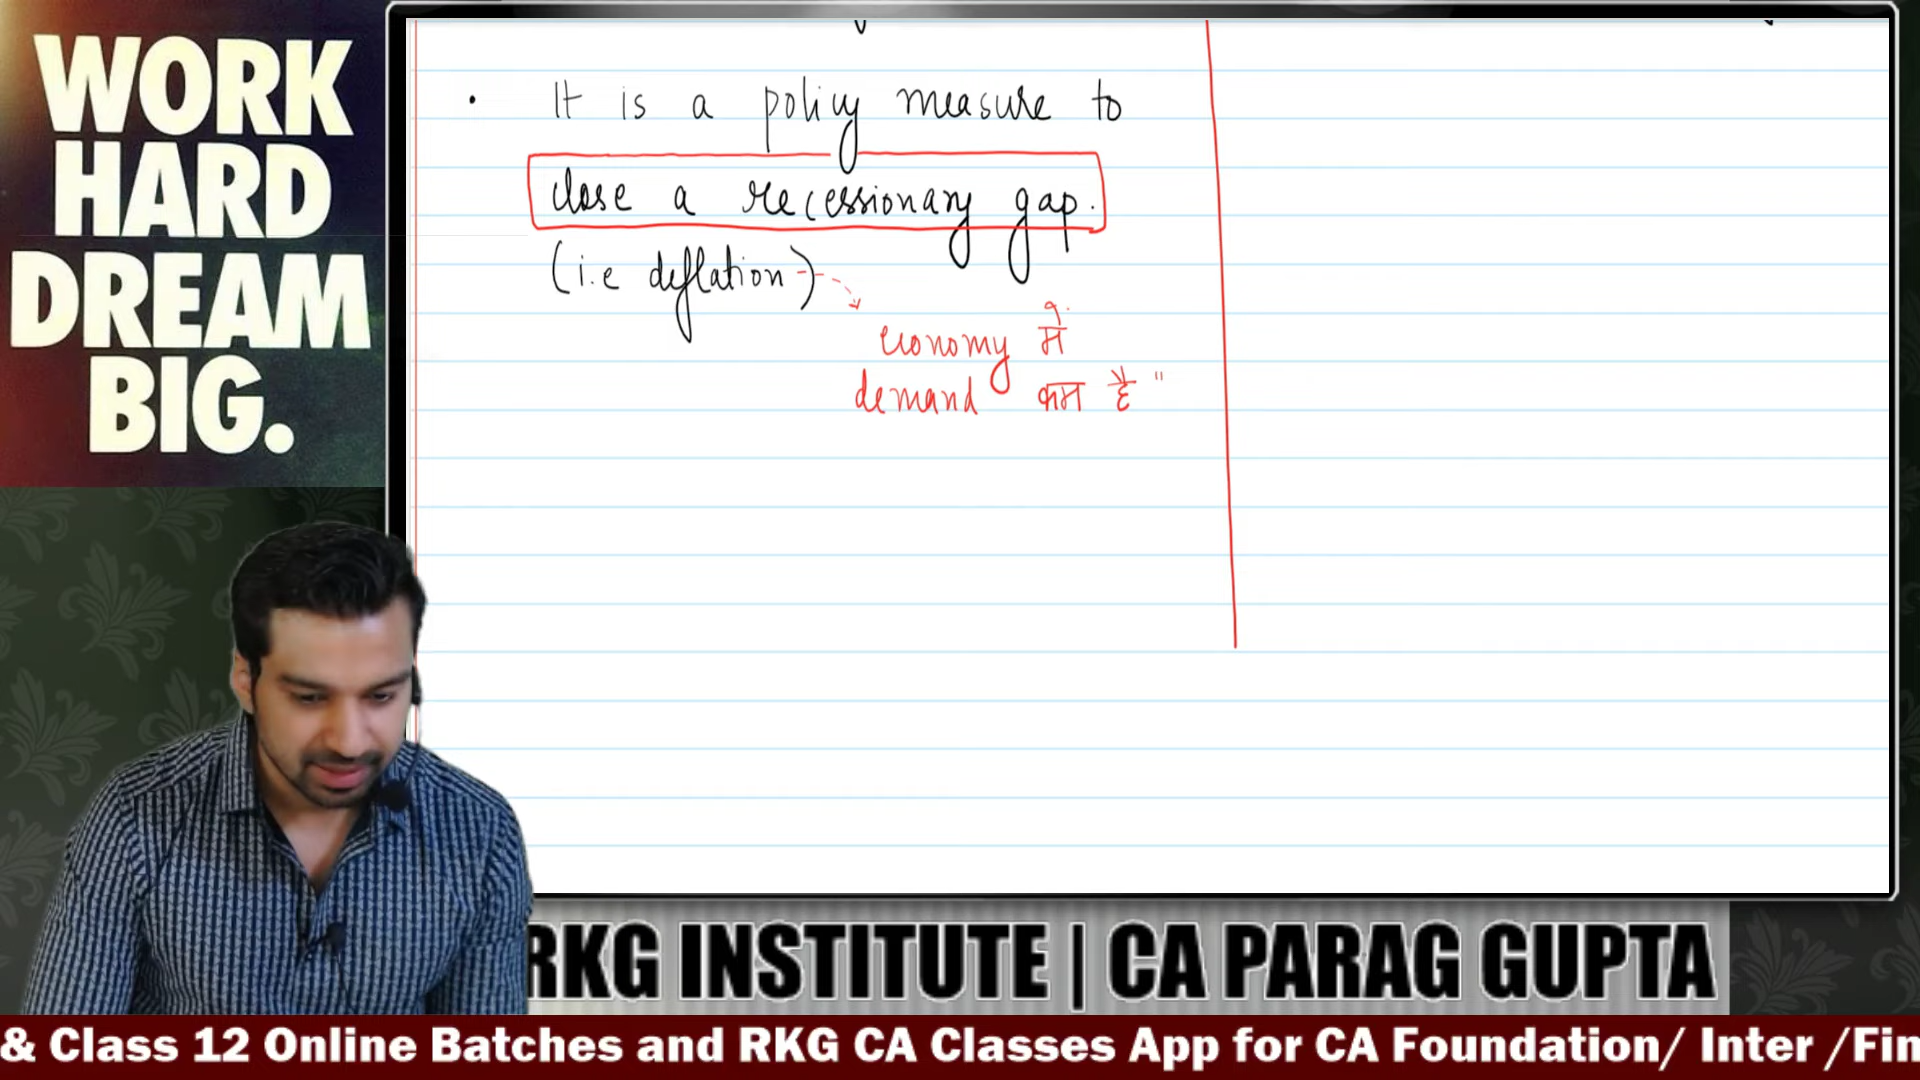 WORK
HARD
DREAM
BIG.
• It is a policy measure to
close a recessionary gap.
(i.e deflation)
economy में
demand कम है "
RKG INSTITUTE | CA PARAG GUPTA
& Class 12 Online Batches and RKG CA Classes App for CA Foundation/ Inter /Fin